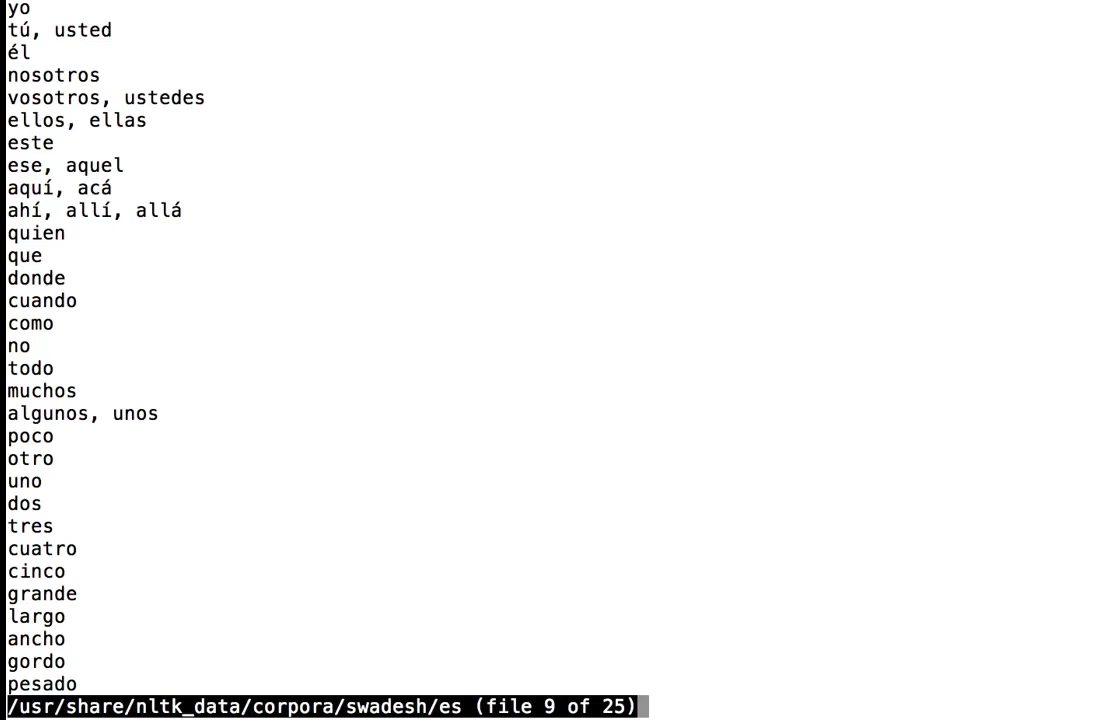 yo
tú, usted
él
nosotros
vosotros, ustedes
ellos, ellas
este
ese, aquel
aquí, acá
ahí, allí, allá
quien
que
donde
cuando
como
no
todo
muchos
algunos, unos
poco
otro
uno
dos
tres
cuatro
cinco
grande
largo
ancho
gordo
pesado
/usr/share/nltk_data/corpora/swadesh/es (file 9 of 25)